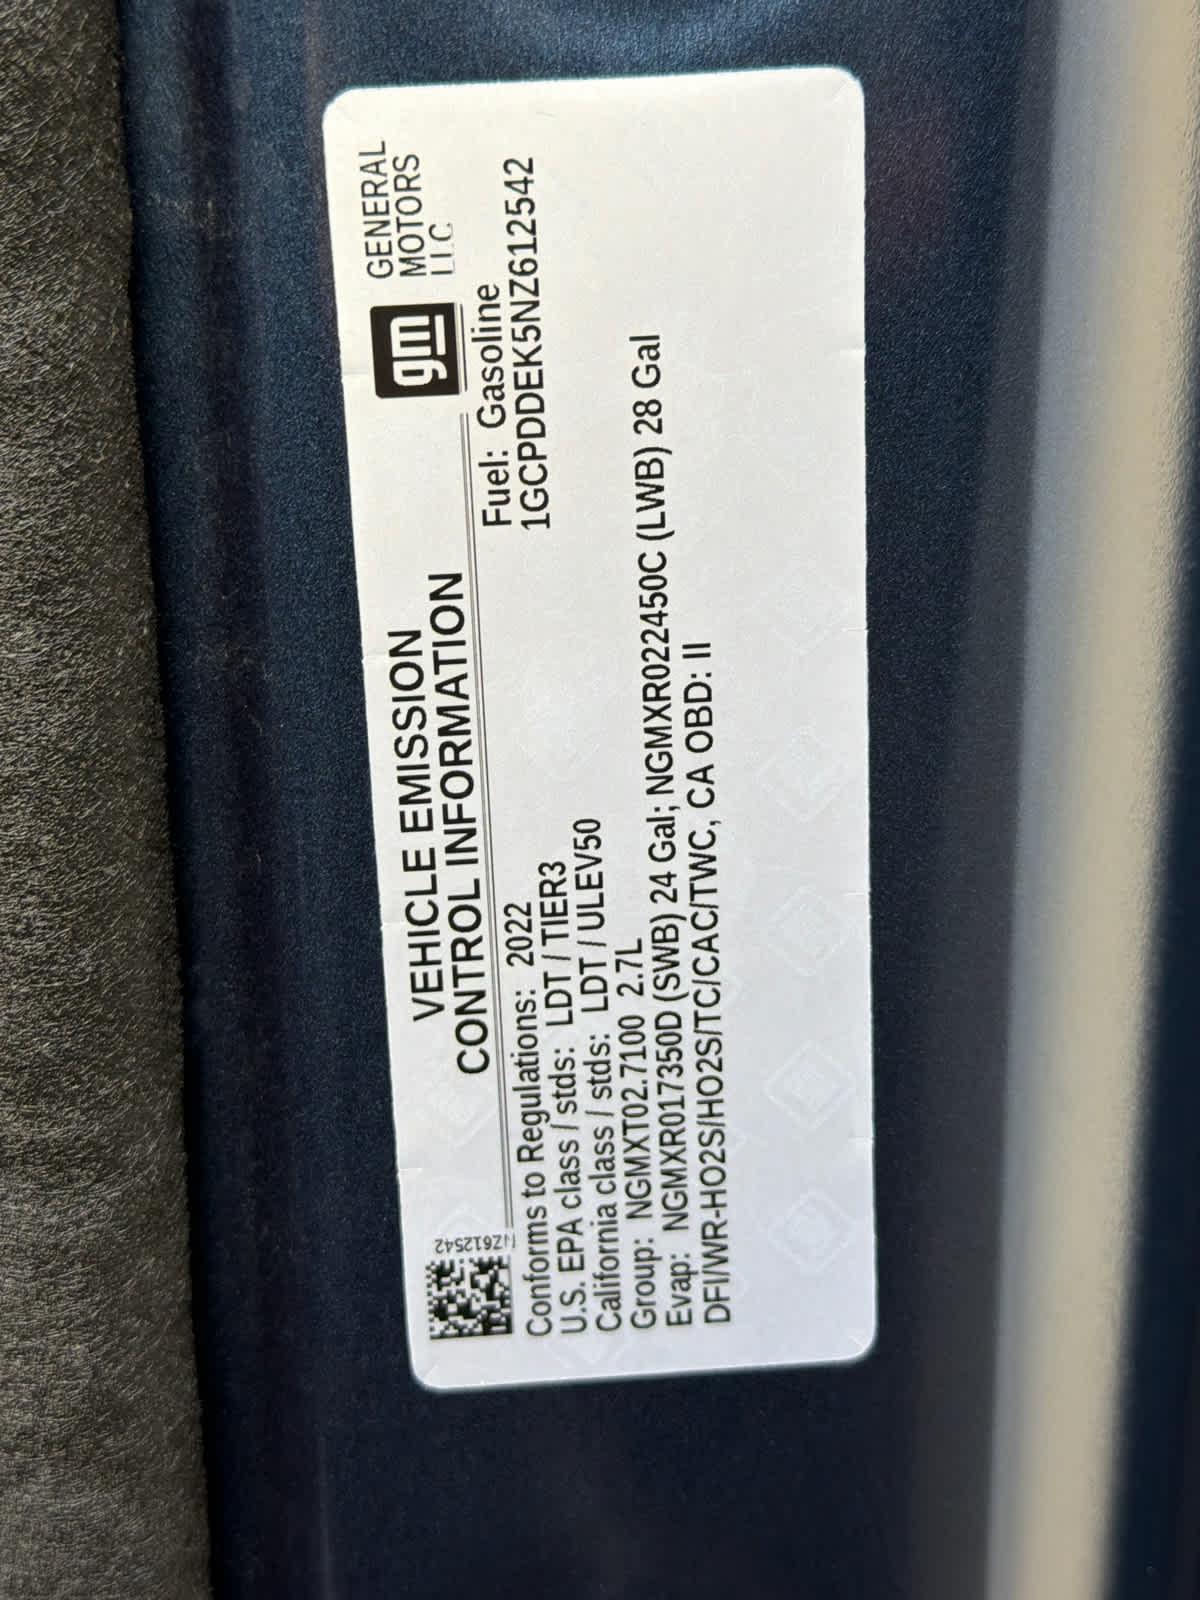 NZ612542
VEHICLE EMISSION
CONTROL INFORMATION
gm
GENERAL
MOTORS
LLC
Fuel: Gasoline
1GCPDDEK5NZ612542
Conforms to Regulations: 2022
U.S. EPA class / stds: LDT / TIER3
California class / stds: LDT / ULEV50
Group: NGMXT02.7100 2.7L
Evap: NGMXR017350D (SWB) 24 Gal; NGMXR022450C (LWB) 28 Gal
DFI/WR-HO2S/HO2S/TC/CAC/TWC, CA OBD: II